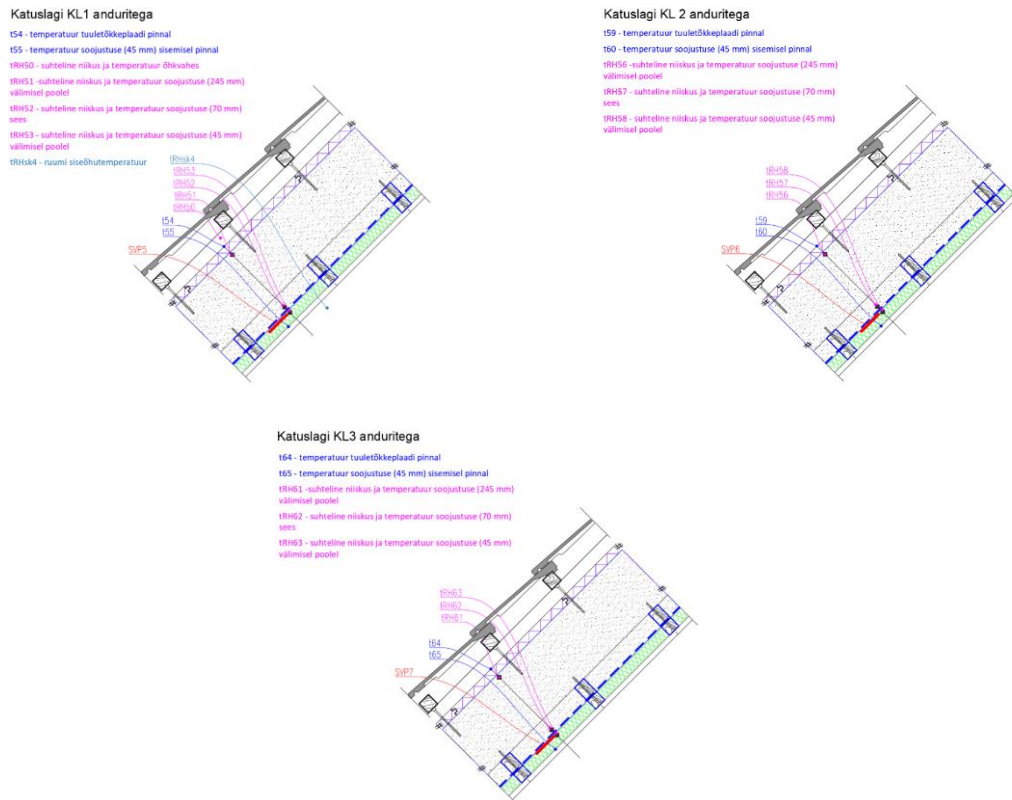 Katuslagi KL1 anduritega
t54 - temperatuur tuuletõkkeplaadi pinnal
t55 - temperatuur soojustuse (45 mm) sisemisel pinnal
tRH50 - suhteline niikus ja temperatuur õhkvahes
tRH51 -suhteline niiskus ja temperatuur soojustuse (245 mm)
välimisel poolel
tRH52 - suhteline niiskus ja temperatuur soojustuse (70 mm)
sees
tRH53 - suhteline niiskus ja temperatuur soojustuse (45 mm)
välimisel poolel
tRHsk4 - ruumi siseõhutemperatuur
tRHsk4
tRH53
tRH52
tRH51
tRH50
t54
t55
SVP5
Katuslagi KL 2 anduritega
t59 - temperatuur tuuletõkkeplaadi pinnal
t60 - temperatuur soojustuse (45 mm) sisemisel pinnal
tRH56 -suhteline niiskus ja temperatuur soojustuse (245 mm)
välimisel poolel
tRH57 - suhteline niiskus ja temperatuur soojustuse (70 mm)
sees
tRH58 - suhteline niiskus ja temperatuur soojustuse (45 mm)
välimisel poolel
tRH58
tRH57
tRH56
t59
t60
SVP6
Katuslagi KL3 anduritega
t64 - temperatuur tuuletõkkeplaadi pinnal
t65 - temperatuur soojustuse (45 mm) sisemisel pinnal
tRH61 -suhteline niiskus ja temperatuur soojustuse (245 mm)
välimisel poolel
tRH62 - suhteline niiskus ja temperatuur soojustuse (70 mm)
sees
tRH63 - suhteline niiskus ja temperatuur soojustuse (45 mm)
välimisel poolel
tRH63
tRH62
tRH61
t64
t65
SVP7